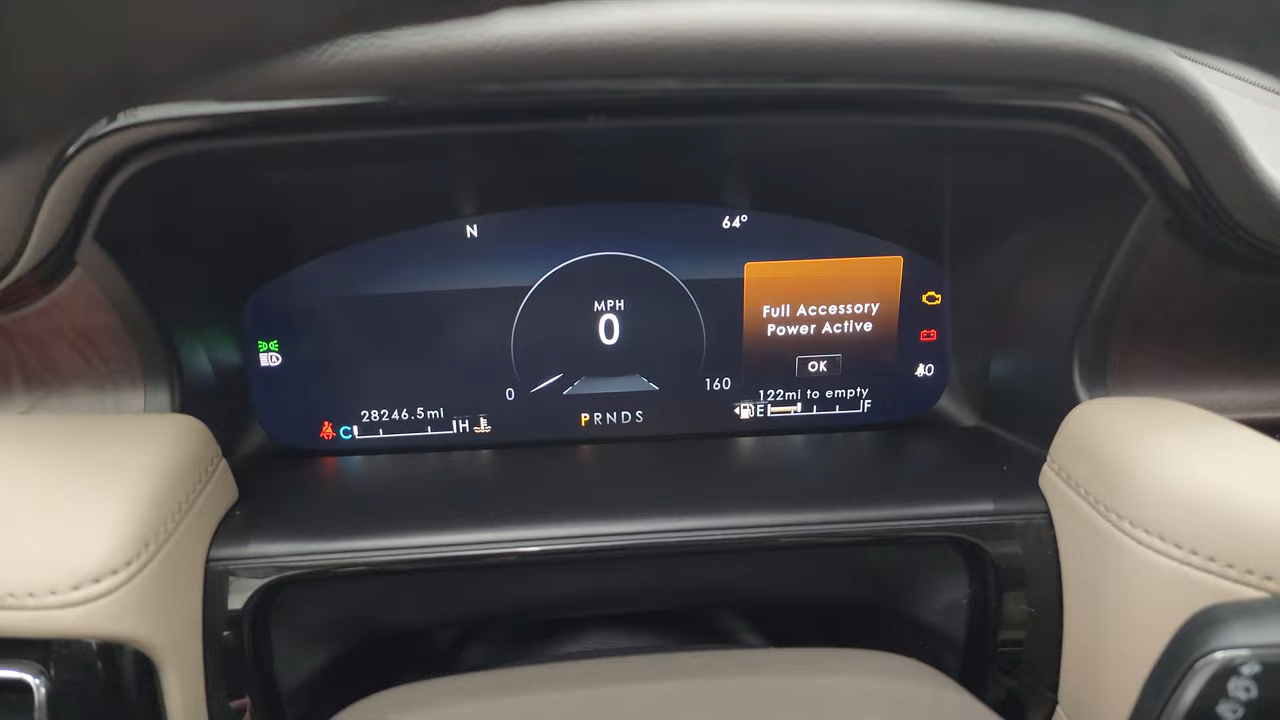 N
64°
MPH
0
Full Accessory
Power Active
OK
0
160
122mi to empty
E F
28246.5mi
C H
PRNDS